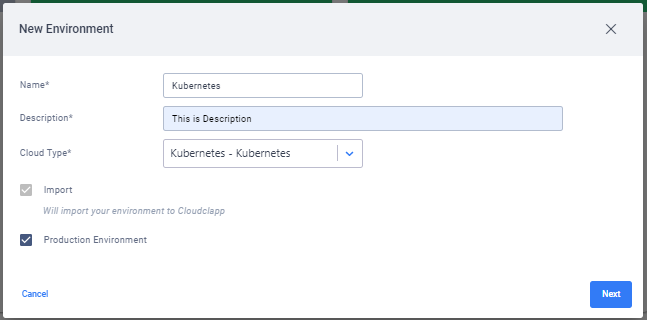 New Environment
Name* Kubernetes
Description* This is Description
Cloud Type* Kubernetes - Kubernetes
Import
Will import your environment to Cloudclapp
Production Environment
Cancel Next